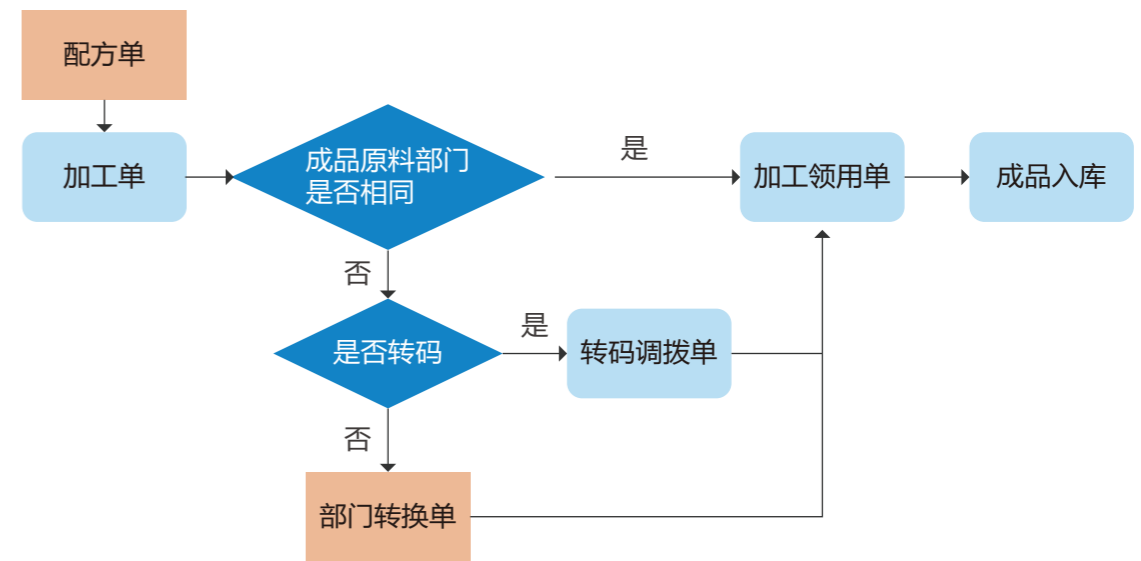 配方单
加工单
成品原料部门
是否相同
是
加工领用单
成品入库
否
是否转码
是
转码调拨单
否
部门转换单